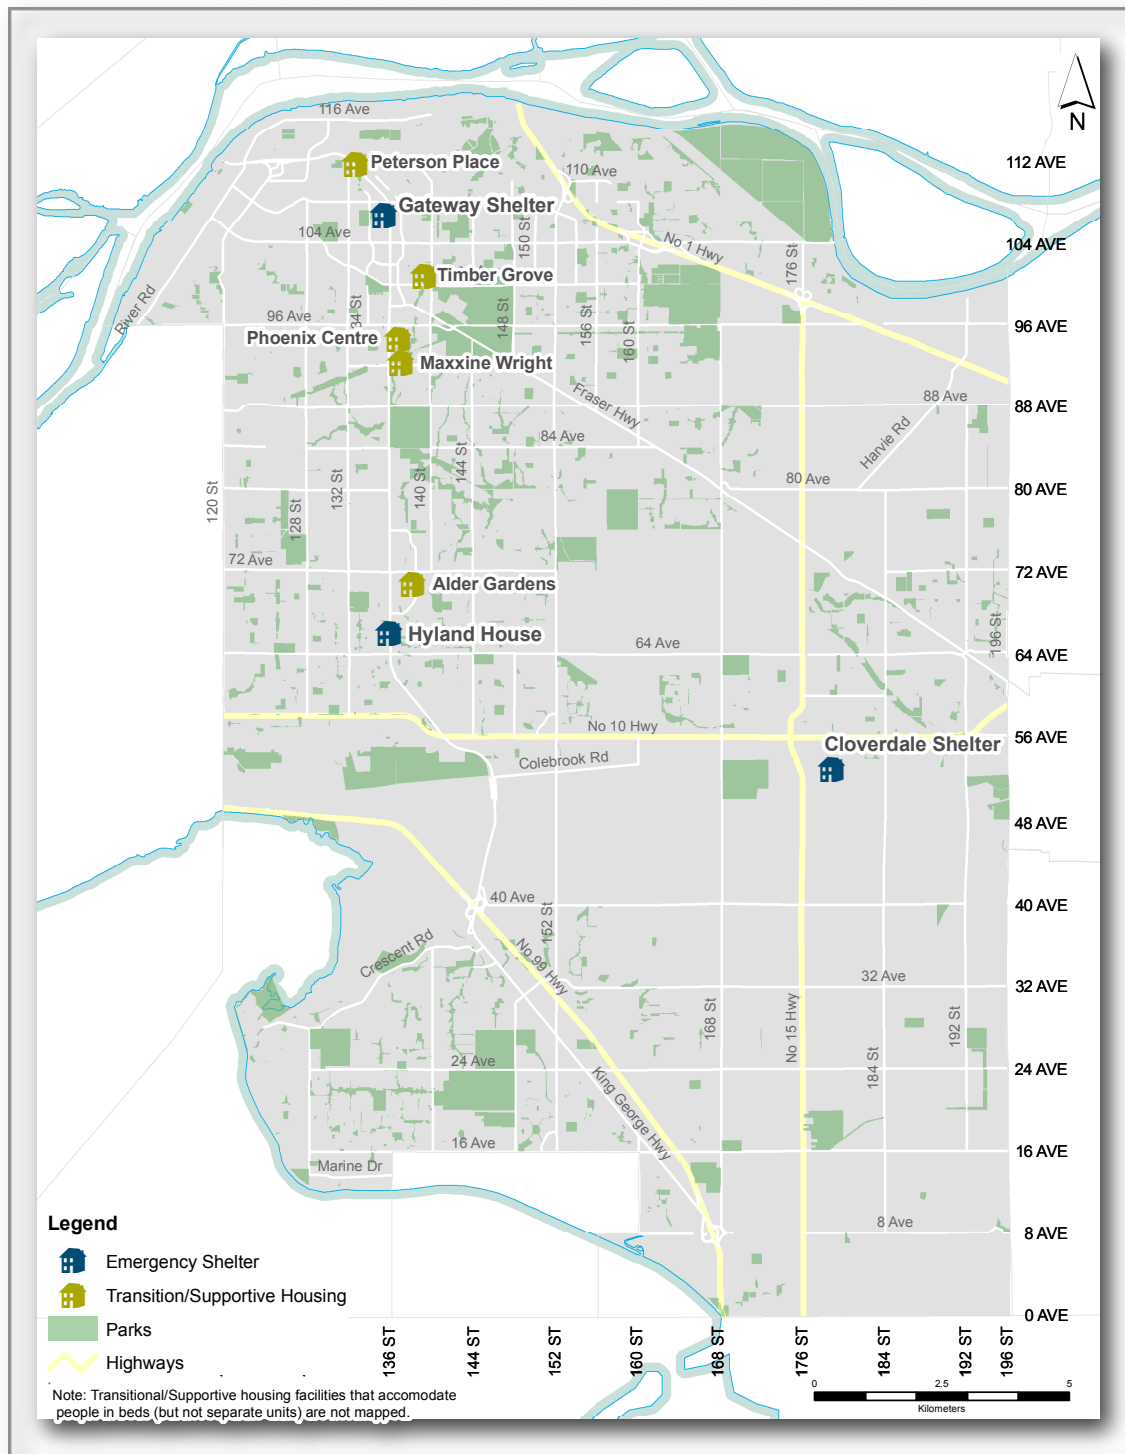 N
116 Ave
Peterson Place
112 AVE
110 Ave
Gateway Shelter
104 Ave
150 St
No 1 Hwy
176 St
104 AVE
Timber Grove
River Rd
96 Ave
34 St
148 St
156 St
160 St
96 AVE
Phoenix Centre
Maxxine Wright
Fraser Hwy
88 Ave
88 AVE
84 Ave
Harvie Rd
120 St
128 St
132 St
140 St
144 St
80 Ave
80 AVE
72 Ave
72 AVE
Alder Gardens
Hyland House
64 Ave
196 St
64 AVE
No 10 Hwy
56 AVE
Cloverdale Shelter
Colebrook Rd
48 AVE
40 Ave
40 AVE
152 St
Crescent Rd
No 99 Hwy
32 Ave
32 AVE
168 St
No 15 Hwy
184 St
192 St
24 Ave
24 AVE
King George Hwy
16 Ave
16 AVE
Marine Dr
8 Ave
8 AVE
0 AVE
Legend
Emergency Shelter
Transition/Supportive Housing
Parks
Highways
136 ST
144 ST
152 ST
160 ST
168 ST
176 ST
184 ST
192 ST
196 ST
Note: Transitional/Supportive housing facilities that accomodate
people in beds (but not separate units) are not mapped.
0 2.5 5
Kilometers